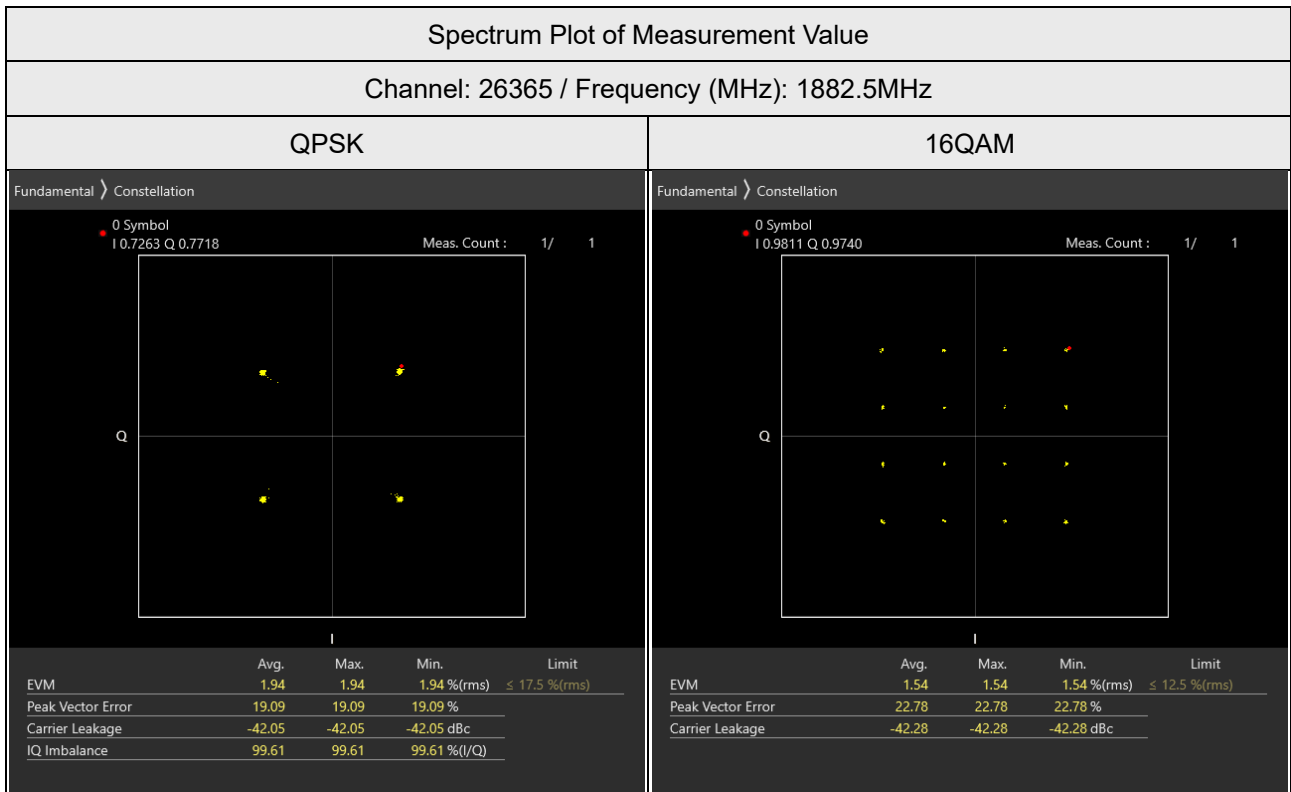 Spectrum Plot of Measurement Value
Channel: 26365 / Frequency (MHz): 1882.5MHz
QPSK
16QAM
Fundamental 〉 Constellation
0 Symbol
I 0.7263 Q 0.7718
Meas. Count : 1/ 1
Q
I
Avg. Max. Min. Limit
EVM 1.94 1.94 1.94 %(rms) ≤ 17.5 %(rms)
Peak Vector Error 19.09 19.09 19.09 %
Carrier Leakage -42.05 -42.05 -42.05 dBc
IQ Imbalance 99.61 99.61 99.61 %(I/Q)
Fundamental 〉 Constellation
0 Symbol
I 0.9811 Q 0.9740
Meas. Count : 1/ 1
Q
I
Avg. Max. Min. Limit
EVM 1.54 1.54 1.54 %(rms) ≤ 12.5 %(rms)
Peak Vector Error 22.78 22.78 22.78 %
Carrier Leakage -42.28 -42.28 -42.28 dBc